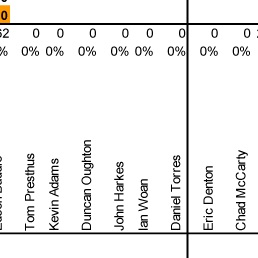 0
62 0 0 0 0 0 0 0 0
% 0% 0% 0% 0% 0% 0% 0% 0%
Tom Presthus
Kevin Adams
Duncan Oughton
John Harkes
Ian Woan
Daniel Torres
Eric Denton
Chad McCarty